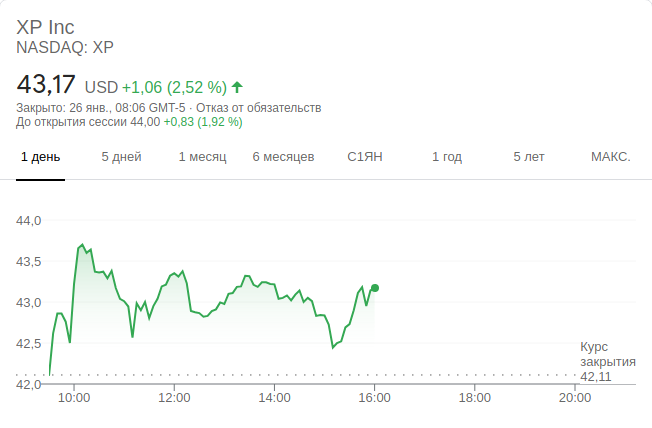 XP Inc
NASDAQ: XP
43,17 USD +1,06 (2,52 %)
Закрыто: 26 янв., 08:06 GMT-5 · Отказ от обязательств
До открытия сессии 44,00 +0,83 (1,92 %)
1 день 5 дней 1 месяц 6 месяцев С1ЯН 1 год 5 лет МАКС.
44,0
43,5
43,0
42,5
Курс
закрытия
42,11
42,0
10:00 12:00 14:00 16:00 18:00 20:00